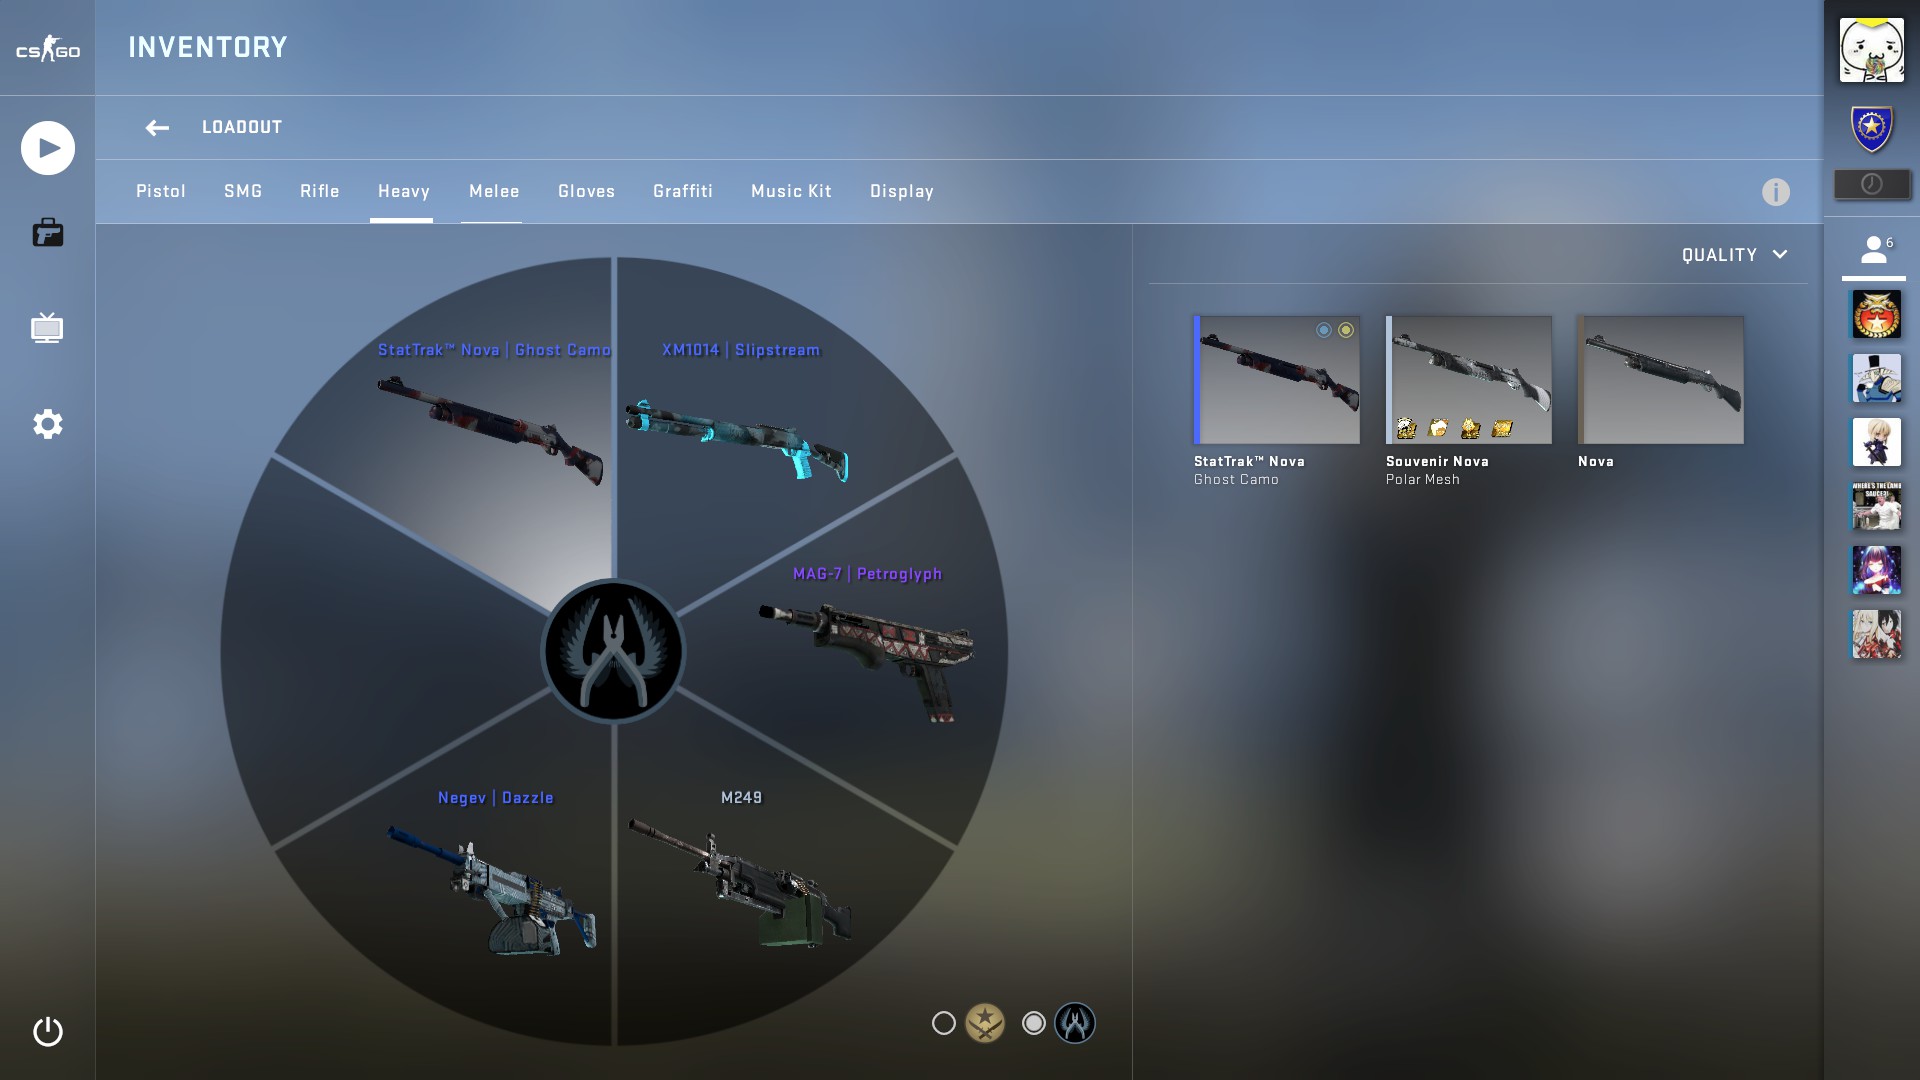 CS GO
INVENTORY
LOADOUT
Pistol
SMG
Rifle
Heavy
Melee
Gloves
Graffiti
Music Kit
Display
QUALITY
6
StatTrak™ Nova | Ghost Camo
XM1014 | Slipstream
MAG-7 | Petroglyph
Negev | Dazzle
M249
StatTrak™ Nova
Ghost Camo
Souvenir Nova
Polar Mesh
Nova
WHERE'S THE LAMB
SAUCE?!